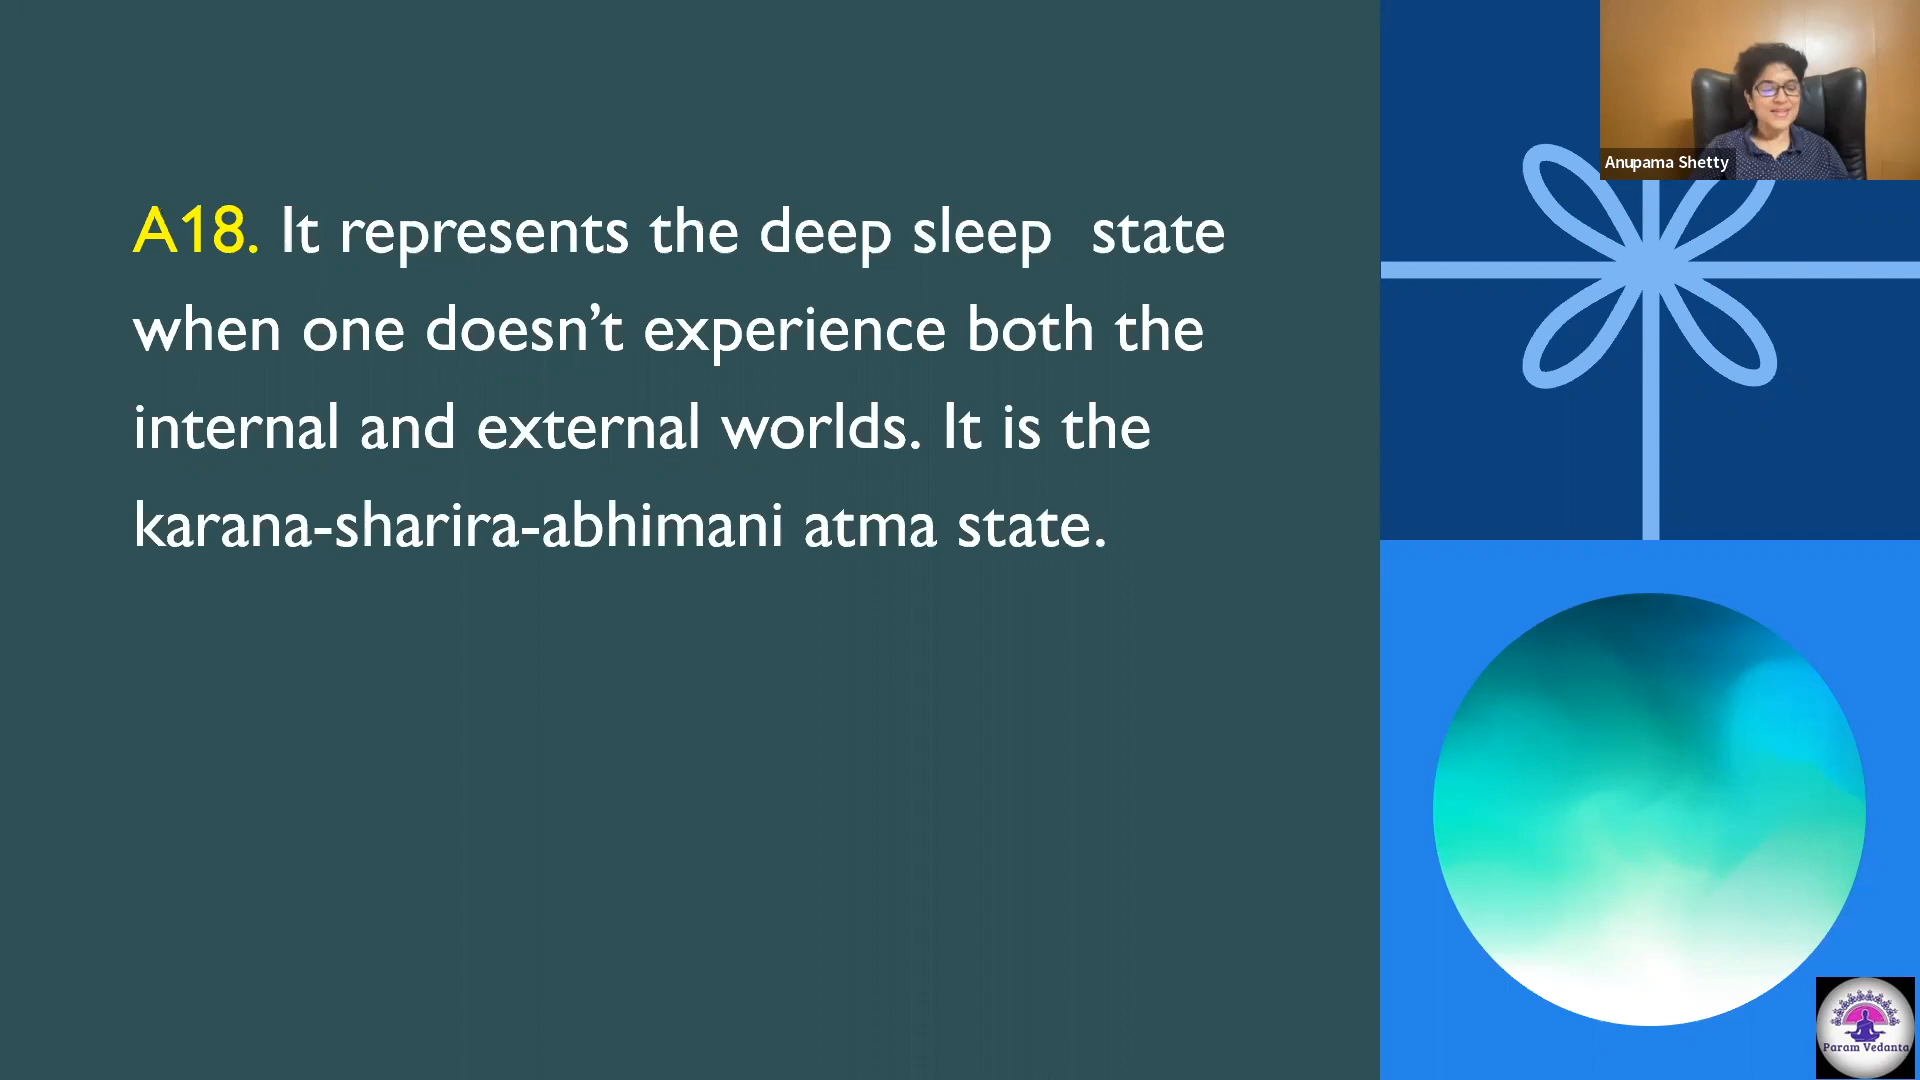 A18. It represents the deep sleep  state
when one doesn’t experience both the
internal and external worlds. It is the
karana-sharira-abhimani atma state.
Anupama Shetty
Param Vedanta